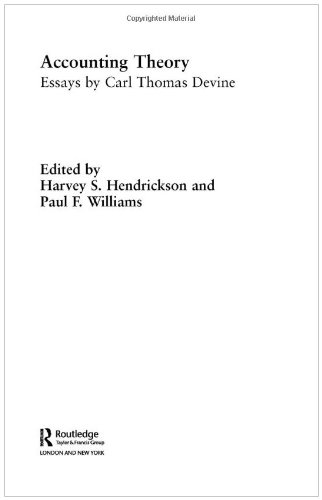 Copyrighted Material
Accounting Theory
Essays by Carl Thomas Devine
Edited by
Harvey S. Hendrickson and
Paul F. Williams
R
Routledge
Taylor & Francis Group
LONDON AND NEW YORK